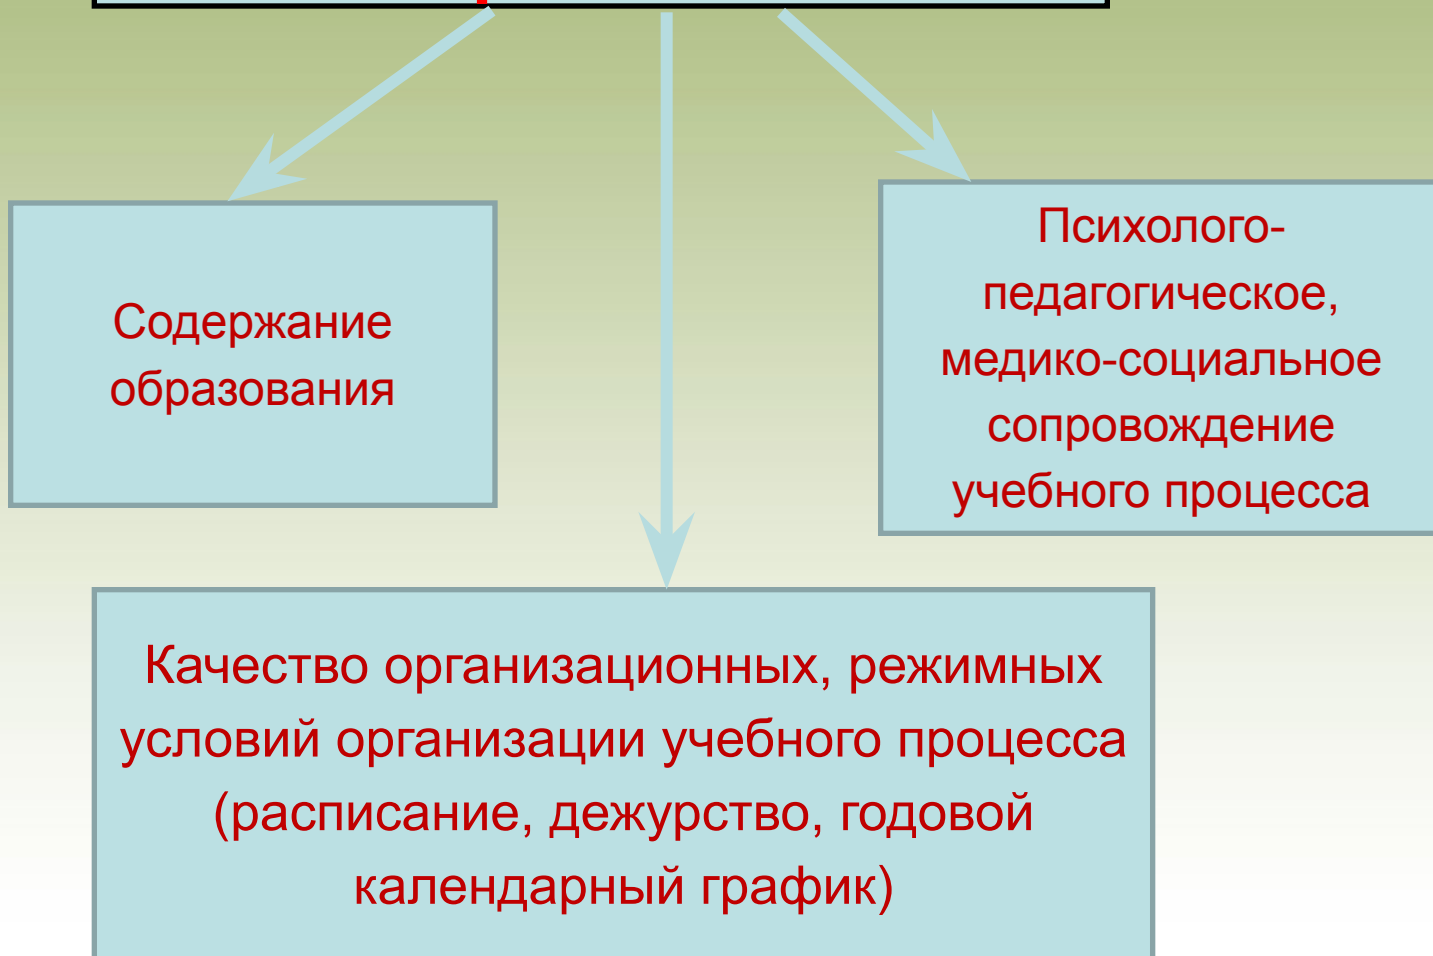 Содержание
образования
Психолого-
педагогическое,
медико-социальное
сопровождение
учебного процесса
Качество организационных, режимных
условий организации учебного процесса
(расписание, дежурство, годовой
календарный график)